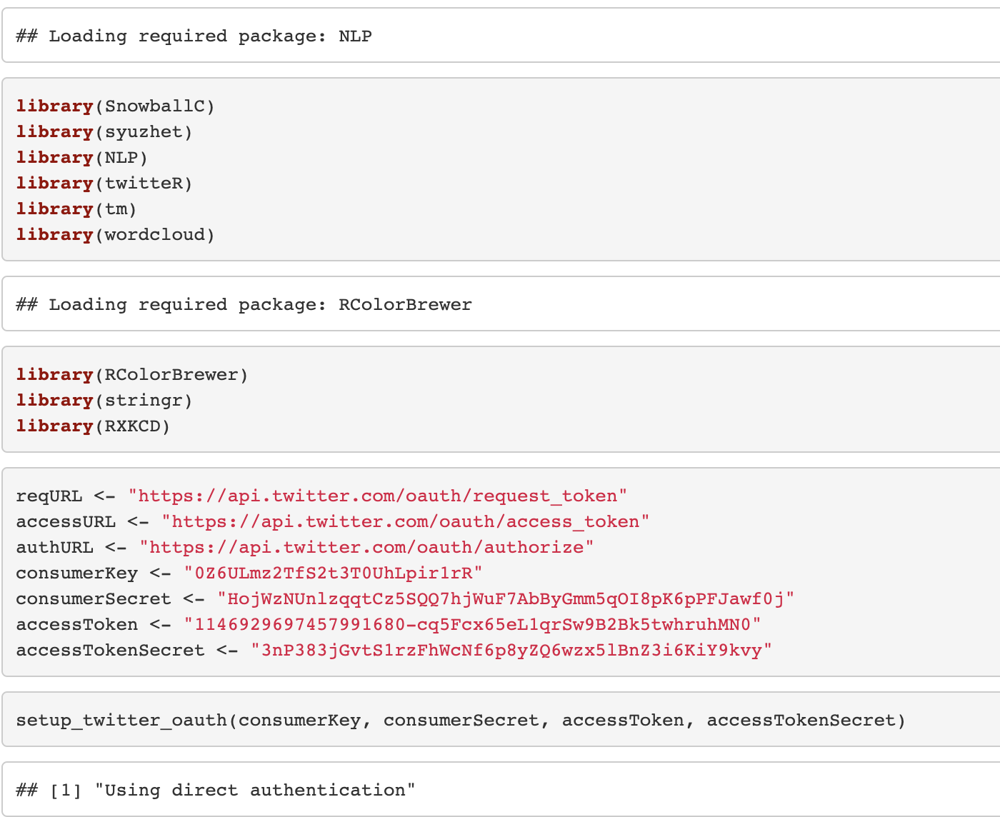 ## Loading required package: NLP
library(SnowballC)
library(syuzhet)
library(NLP)
library(twitteR)
library(tm)
library(wordcloud)
## Loading required package: RColorBrewer
library(RColorBrewer)
library(stringr)
library(RXKCD)
reqURL <- "https://api.twitter.com/oauth/request_token"
accessURL <- "https://api.twitter.com/oauth/access_token"
authURL <- "https://api.twitter.com/oauth/authorize"
consumerKey <- "0Z6ULmz2TfS2t3T0UhLpir1rR"
consumerSecret <- "HojWzNUnlzqqtCz5SQQ7hjWuF7AbByGmm5qOI8pK6pPFJawf0j"
accessToken <- "1146929697457991680-cq5Fcx65eL1qrSw9B2Bk5twhruhMN0"
accessTokenSecret <- "3nP383jGvtS1rzFhWcNf6p8yZQ6wzx5lBnZ3i6KiY9kvy"
setup_twitter_oauth(consumerKey, consumerSecret, accessToken, accessTokenSecret)
## [1] "Using direct authentication"